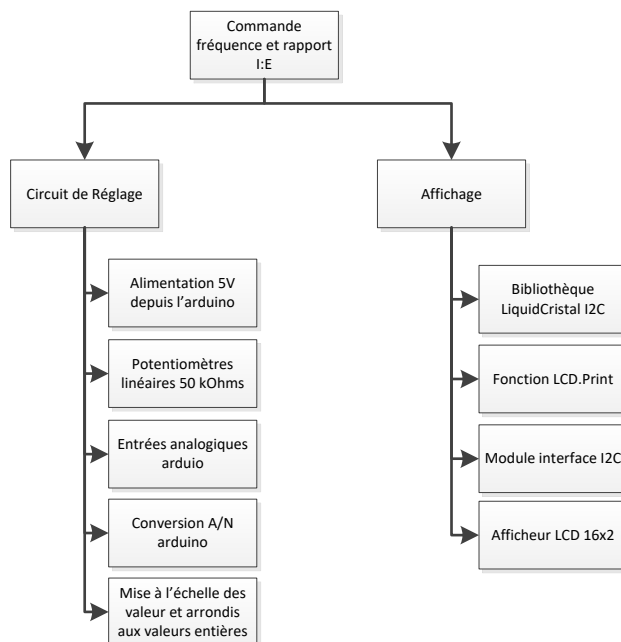 Commande
fréquence et rapport
I:E
Circuit de Réglage
Affichage
Alimentation 5V
depuis l’arduino
Potentiomètres
linéaires 50 kOhms
Entrées analogiques
arduio
Conversion A/N
arduino
Mise à l’échelle des
valeur et arrondis
aux valeurs entières
Bibliothèque
LiquidCristal I2C
Fonction LCD.Print
Module interface I2C
Afficheur LCD 16x2